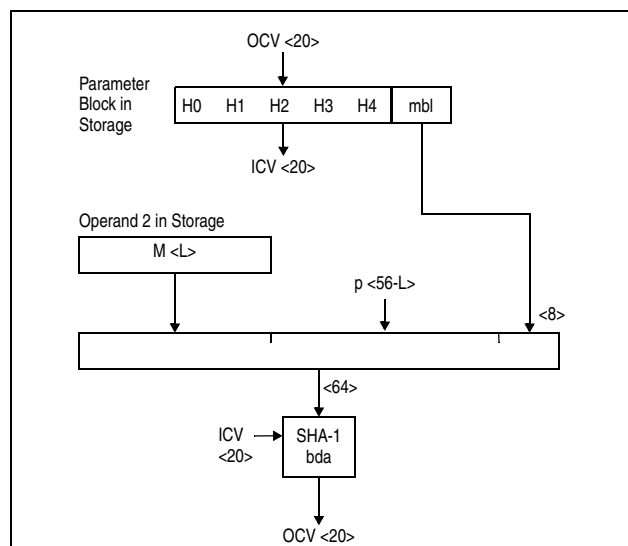 OCV <20>
Parameter
Block in
Storage
H0 H1 H2 H3 H4 mbl
ICV <20>
Operand 2 in Storage
M <L>
p <56-L>
<8>
<64>
ICV
<20>
SHA-1
bda
OCV <20>